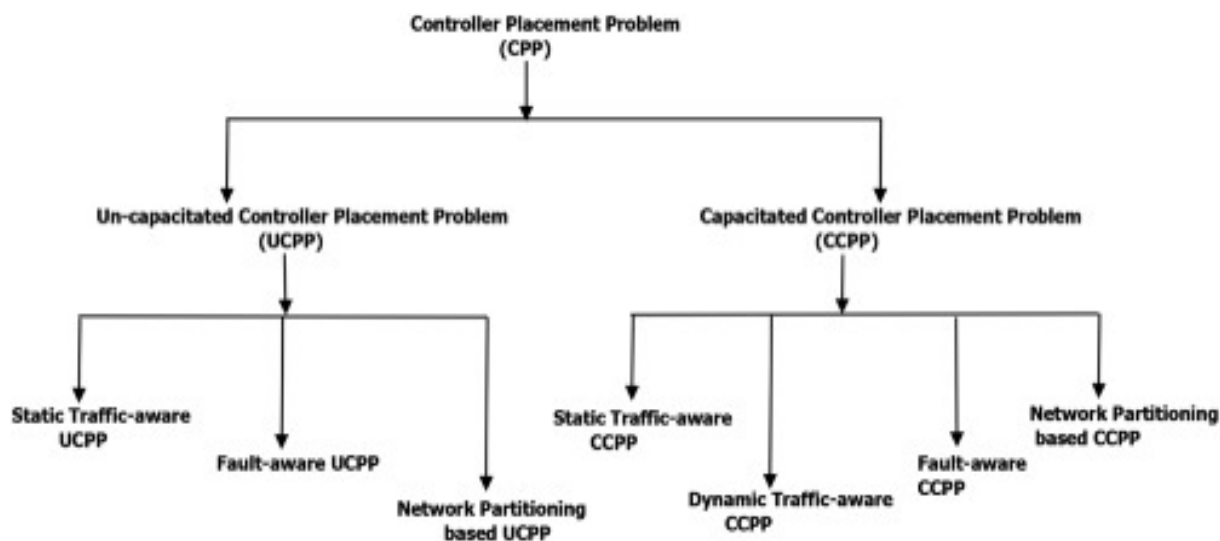 Controller Placement Problem
(CPP)
Un-capacitated Controller Placement Problem
(UCPP)
Capacitated Controller Placement Problem
(CCPP)
Static Traffic-aware
UCPP
Fault-aware UCPP
Network Partitioning
based UCPP
Static Traffic-aware
CCPP
Dynamic Traffic-aware
CCPP
Fault-aware
CCPP
Network Partitioning
based CCPP